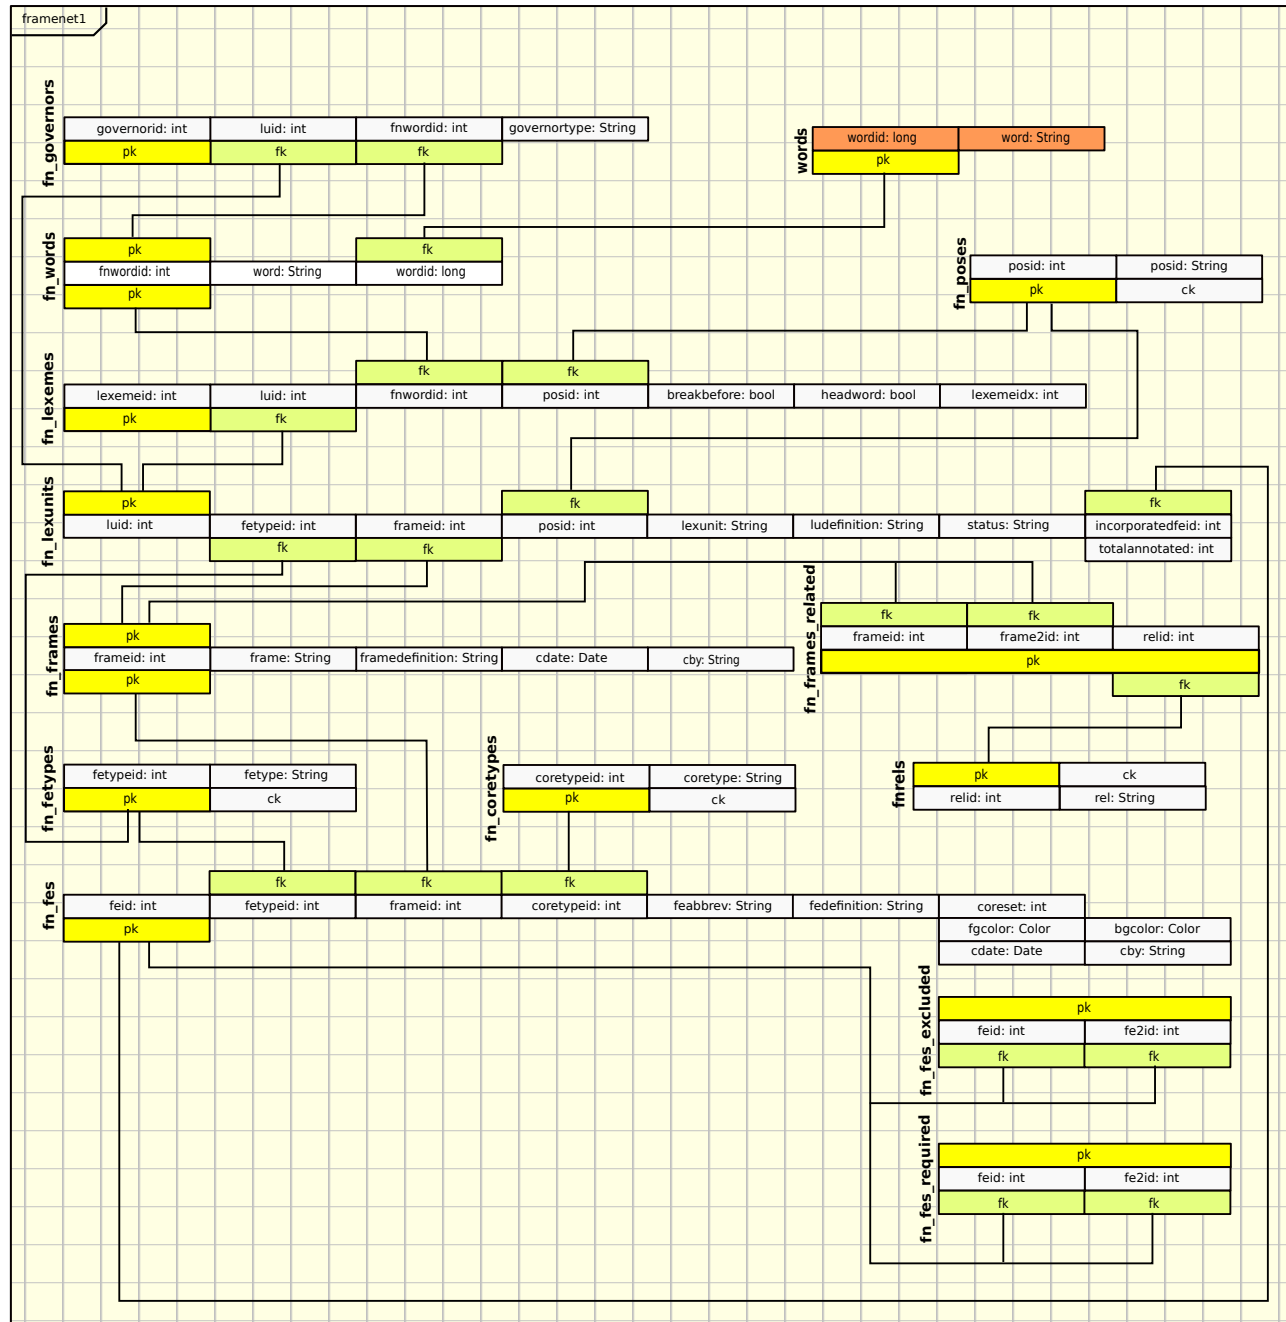 framenet1
fn_governors
governorid: int luid: int fnwordid: int governortype: String
pk fk fk
words
wordid: long word: String
pk
fn_words
pk fk
fnwordid: int word: String wordid: long
pk
fn_poses
posid: int posid: String
pk ck
fn_lexemes
fk fk
lexemeid: int luid: int fnwordid: int posid: int breakbefore: bool headword: bool lexemeidx: int
pk fk
fn_lexunits
pk fk fk
luid: int fetypeid: int frameid: int posid: int lexunit: String ludefinition: String status: String incorporatedfeid: int
fk fk totalannotated: int
fn_frames
pk
frameid: int frame: String framedefinition: String cdate: Date cby: String
pk
fn_frames_related
fk fk
frameid: int frame2id: int relid: int
pk
fk
fn_fetypes
fetypeid: int fetype: String
pk ck
fn_coretypes
coretypeid: int coretype: String
pk ck
fnrels
pk ck
relid: int rel: String
fn_fes
fk fk fk
feid: int fetypeid: int frameid: int coretypeid: int feabbrev: String fedefinition: String coreset: int
pk fgcolor: Color bgcolor: Color
cdate: Date cby: String
fn_fes_excluded
pk
feid: int fe2id: int
fk fk
fn_fes_required
pk
feid: int fe2id: int
fk fk